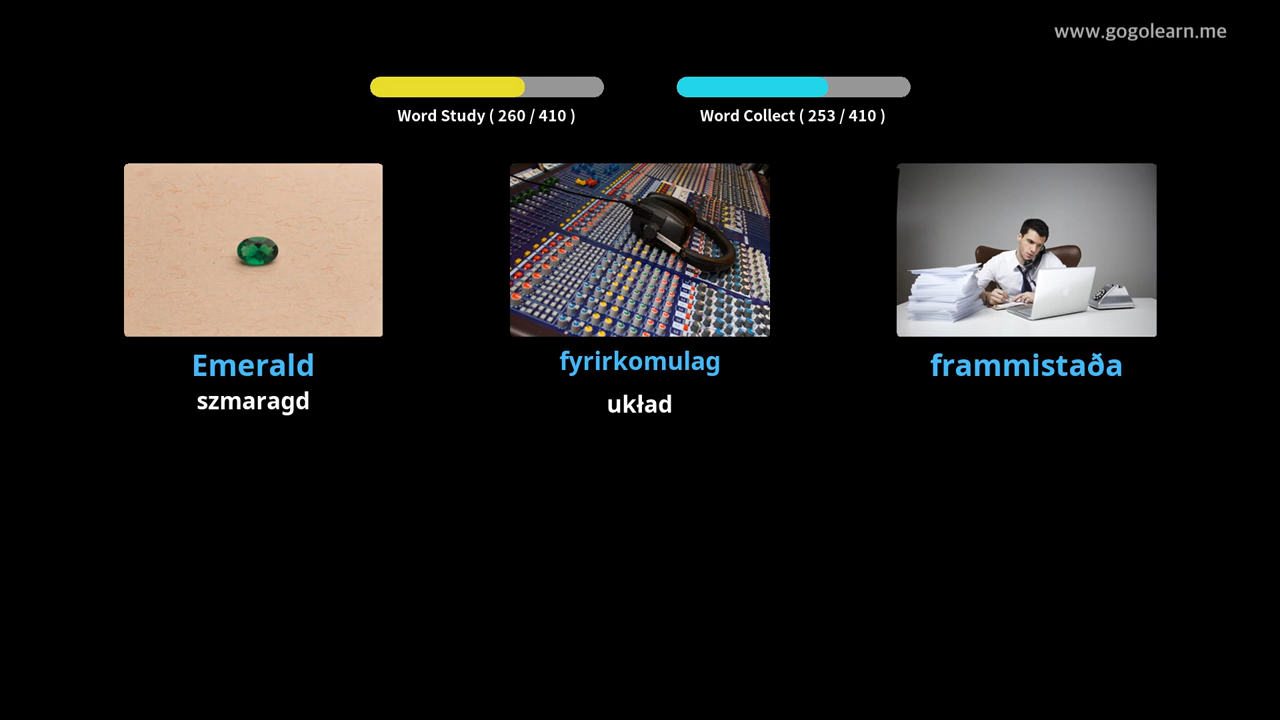 www.gogolearn.me
Word Study ( 260 / 410 )
Word Collect ( 253 / 410 )
Emerald
szmaragd
fyrirkomulag
układ
frammistaða